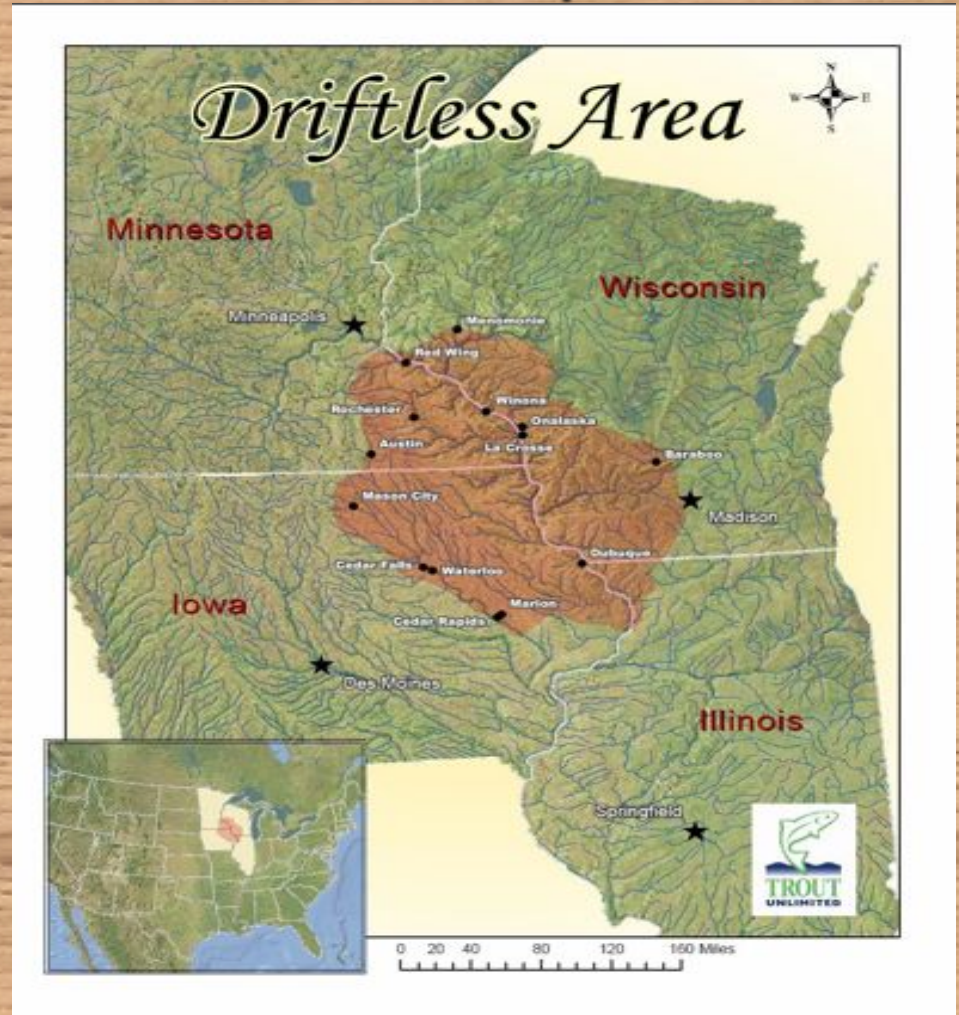 Driftless Area
N
W E
S
Minnesota
Wisconsin
Minneapolis
Menomonie
Red Wing
Winona
Rochester
Onalaska
La Crosse
Austin
Baraboo
Mason City
Madison
Dubuque
Cedar Falls
Waterloo
Iowa
Marion
Cedar Rapids
Des Moines
Illinois
Springfield
TROUT
UNLIMITED
0 20 40 80 120 160 Miles